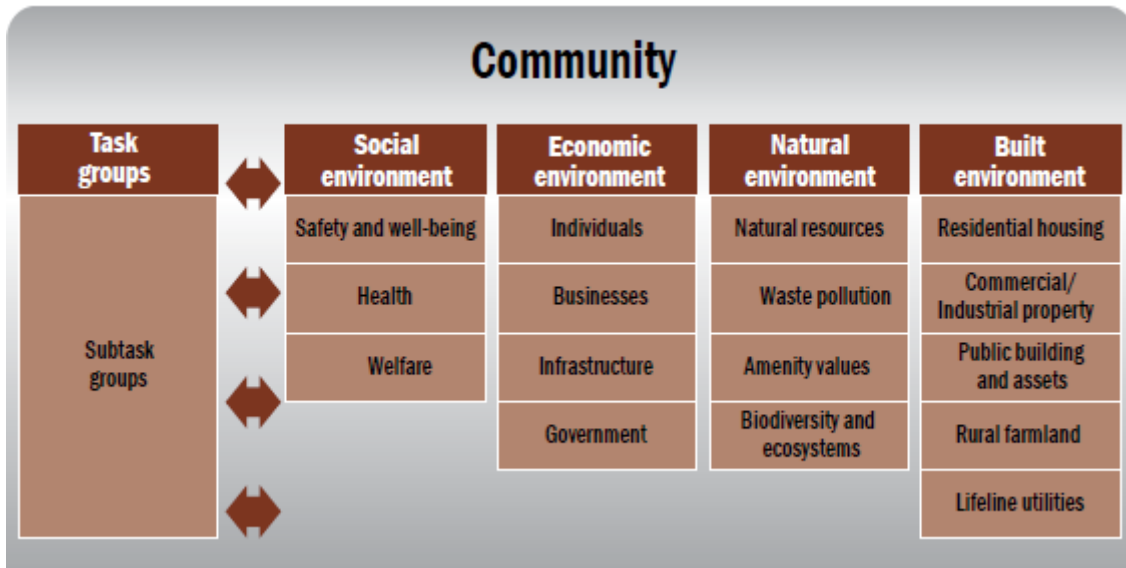 Community
Task
groups
Social
environment
Economic
environment
Natural
environment
Built
environment
Subtask
groups
Safety and well-being
Health
Welfare
Individuals
Businesses
Infrastructure
Government
Natural resources
Waste pollution
Amenity values
Biodiversity and
ecosystems
Residential housing
Commercial/
Industrial property
Public building
and assets
Rural farmland
Lifeline utilities